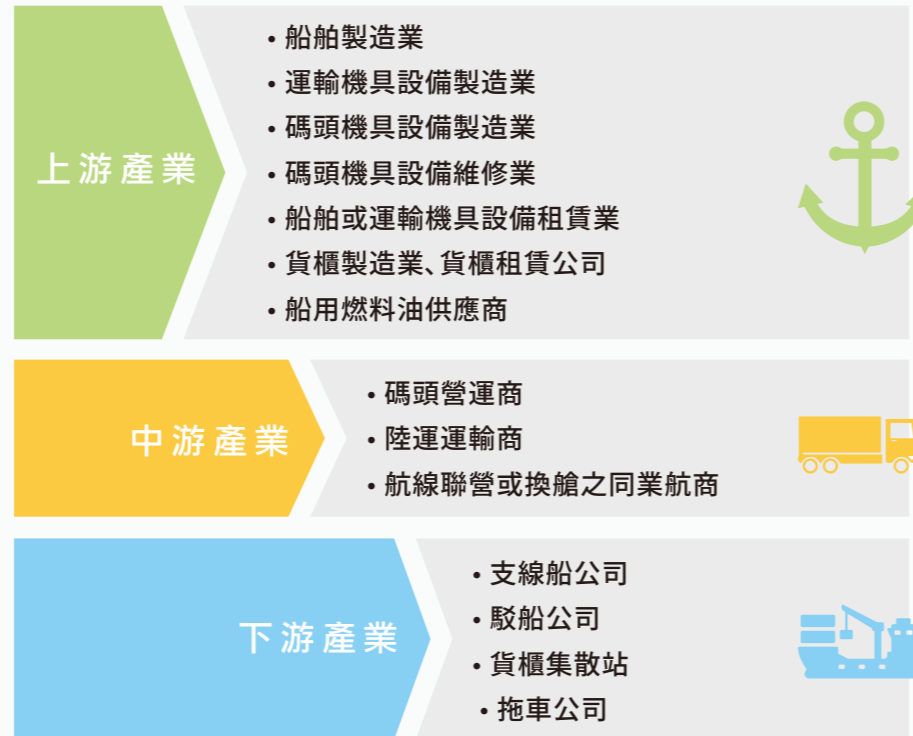 上游產業
• 船舶製造業
• 運輸機具設備製造業
• 碼頭機具設備製造業
• 碼頭機具設備維修業
• 船舶或運輸機具設備租賃業
• 貨櫃製造業、貨櫃租賃公司
• 船用燃料油供應商
中游產業
• 碼頭營運商
• 陸運運輸商
• 航線聯營或換艙之同業航商
下游產業
• 支線船公司
• 駁船公司
• 貨櫃集散站
• 拖車公司